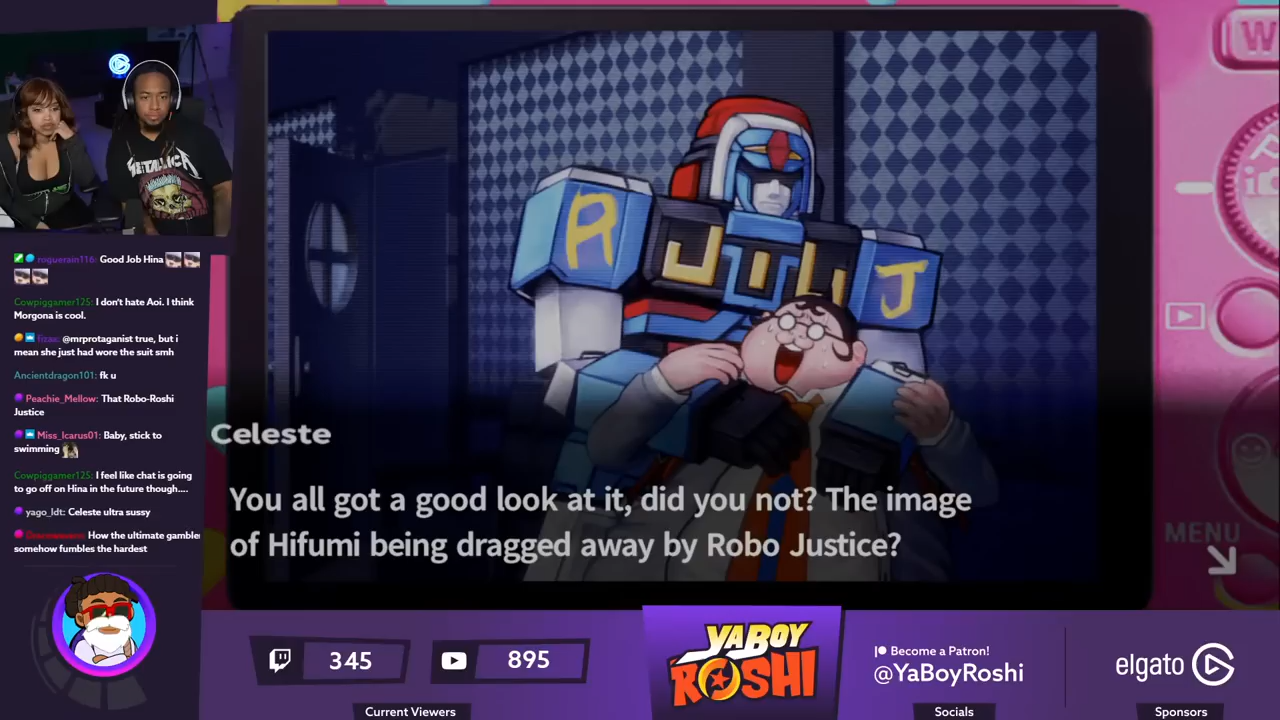 METALLICA
roguerain116: Good Job Hina
Cowpiggamer125: I don't hate Aoi. I think
Morgona is cool.
@mrprotaganist true, but i
mean she just had wore the suit smh
Ancientdragon101: fk u
Peachie_Mellow: That Robo-Roshi
Justice
Miss_Icarus01: Baby, stick to
swimming
Cowpiggamer125: I feel like chat is going
to go off on Hina in the future though....
yago_ldt: Celeste ultra sussy
How the ultimate gambler
somehow fumbles the hardest
R JUJ J
W
Celeste
You all got a good look at it, did you not? The image
of Hifumi being dragged away by Robo Justice?
MENU
345
895
Current Viewers
YABOY
ROSHI
Become a Patron!
@YaBoyRoshi
Socials
elgato
Sponsors